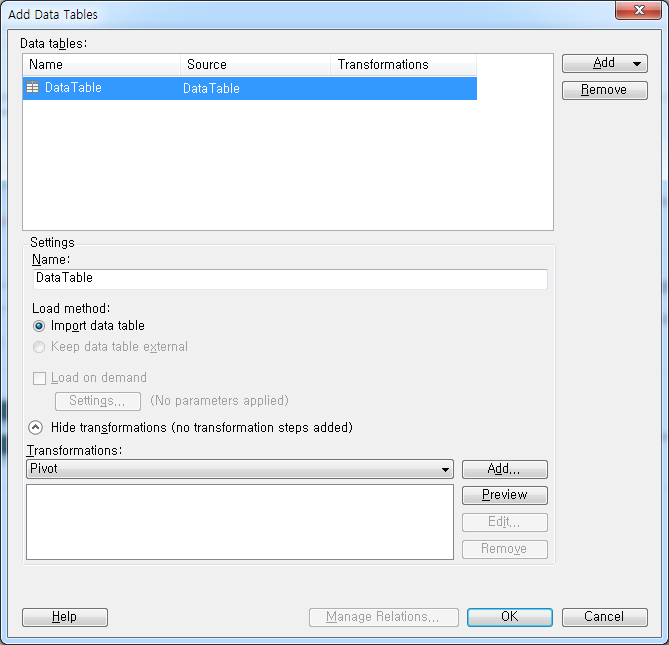 Add Data Tables
Data tables:
Name Source Transformations
DataTable DataTable
Add
Remove
Settings
Name:
DataTable
Load method:
Import data table
Keep data table external
Load on demand
Settings... (No parameters applied)
Hide transformations (no transformation steps added)
Transformations:
Pivot Add...
Preview
Edit...
Remove
Help Manage Relations... OK Cancel